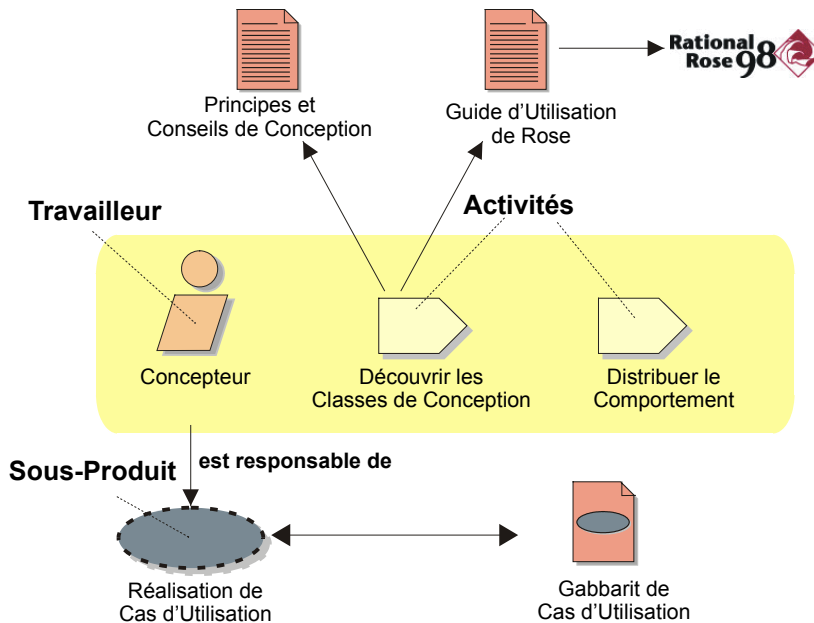 Rational
Rose 98
Principes et
Conseils de Conception
Guide d'Utilisation
de Rose
Travailleur
Activités
Concepteur
Découvrir les
Classes de Conception
Distribuer le
Comportement
Sous-Produit
est responsable de
Réalisation de
Cas d'Utilisation
Gabbarit de
Cas d'Utilisation